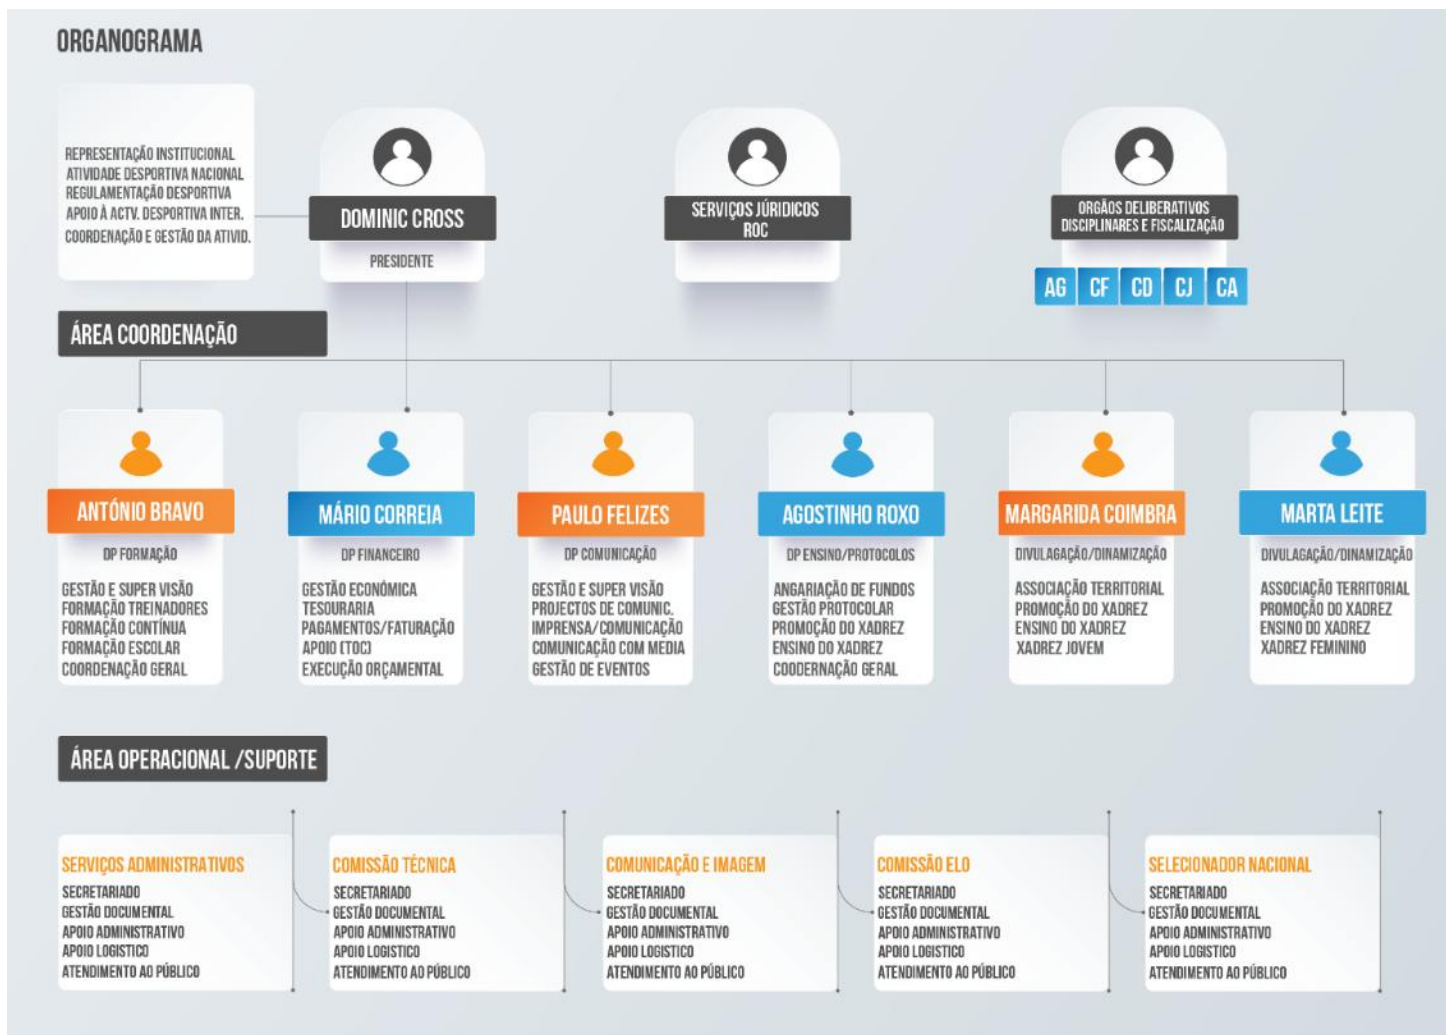 ORGANOGRAMA
REPRESENTAÇÃO INSTITUCIONAL
ATIVIDADE DESPORTIVA NACIONAL
REGULAMENTAÇÃO DESPORTIVA
APOIO À ACTV. DESPORTIVA INTER.
COORDENAÇÃO E GESTÃO DA ATIVID.
DOMINIC CROSS
PRESIDENTE
SERVIÇOS JÚRIDICOS
ROC
ORGÃOS DELIBERATIVOS
DISCIPLINARES E FISCALIZAÇÃO
AG CF CD CJ CA
ÁREA COORDENAÇÃO
ANTÓNIO BRAVO
DP FORMAÇÃO
GESTÃO E SUPER VISÃO
FORMAÇÃO TREINADORES
FORMAÇÃO CONTÍNUA
FORMAÇÃO ESCOLAR
COORDENAÇÃO GERAL
MÁRIO CORREIA
DP FINANCEIRO
GESTÃO ECONÓMICA
TESOURARIA
PAGAMENTOS/FATURAÇÃO
APOIO (TOC)
EXECUÇÃO ORÇAMENTAL
PAULO FELIZES
DP COMUNICAÇÃO
GESTÃO E SUPER VISÃO
PROJECTOS DE COMUNIC.
IMPRENSA/COMUNICAÇÃO
COMUNICAÇÃO COM MEDIA
GESTÃO DE EVENTOS
AGOSTINHO ROXO
DP ENSINO/PROTOCOLOS
ANGARIAÇÃO DE FUNDOS
GESTÃO PROTOCOLAR
PROMOÇÃO DO XADREZ
ENSINO DO XADREZ
COODERNAÇÃO GERAL
MARGARIDA COIMBRA
DIVULAGAÇÃO/DINAMIZAÇÃO
ASSOCIAÇÃO TERRITORIAL
PROMOÇÃO DO XADREZ
ENSINO DO XADREZ
XADREZ JOVEM
MARTA LEITE
DIVULAGAÇÃO/DINAMIZAÇÃO
ASSOCIAÇÃO TERRITORIAL
PROMOÇÃO DO XADREZ
ENSINO DO XADREZ
XADREZ FEMININO
ÁREA OPERACIONAL /SUPORTE
SERVIÇOS ADMINISTRATIVOS
SECRETARIADO
GESTÃO DOCUMENTAL
APOIO ADMINISTRATIVO
APOIO LOGISTICO
ATENDIMENTO AO PÚBLICO
COMISSÃO TÉCNICA
SECRETARIADO
GESTÃO DOCUMENTAL
APOIO ADMINISTRATIVO
APOIO LOGISTICO
ATENDIMENTO AO PÚBLICO
COMUNICAÇÃO E IMAGEM
SECRETARIADO
GESTÃO DOCUMENTAL
APOIO ADMINISTRATIVO
APOIO LOGISTICO
ATENDIMENTO AO PÚBLICO
COMISSÃO ELO
SECRETARIADO
GESTÃO DOCUMENTAL
APOIO ADMINISTRATIVO
APOIO LOGISTICO
ATENDIMENTO AO PÚBLICO
SELECIONADOR NACIONAL
SECRETARIADO
GESTÃO DOCUMENTAL
APOIO ADMINISTRATIVO
APOIO LOGISTICO
ATENDIMENTO AO PÚBLICO